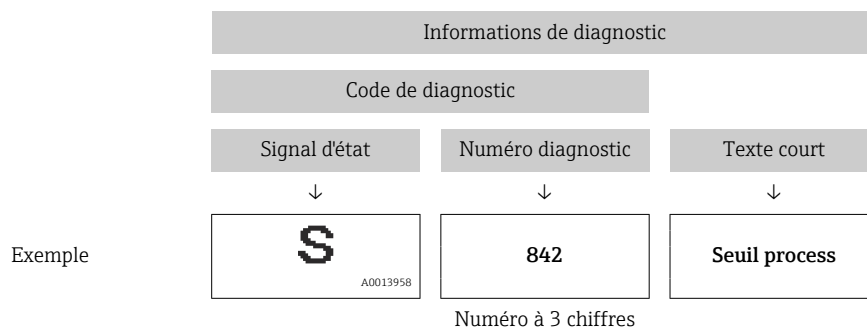 Informations de diagnostic
Code de diagnostic
Signal d'état Numéro diagnostic Texte court
↓ ↓ ↓
Exemple S 842 Seuil process
A0013958
Numéro à 3 chiffres